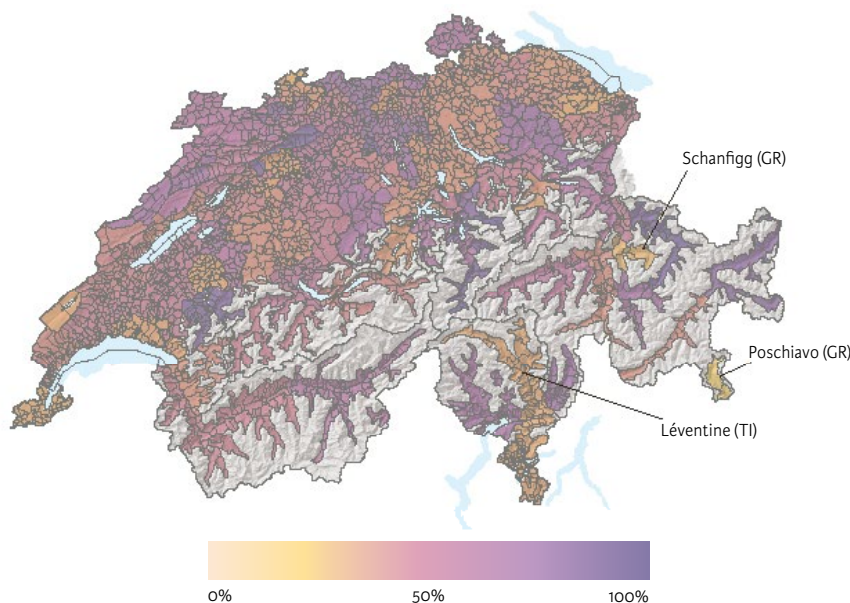 Schanfigg (GR)
Poschiavo (GR)
Léventine (TI)
0%
50%
100%